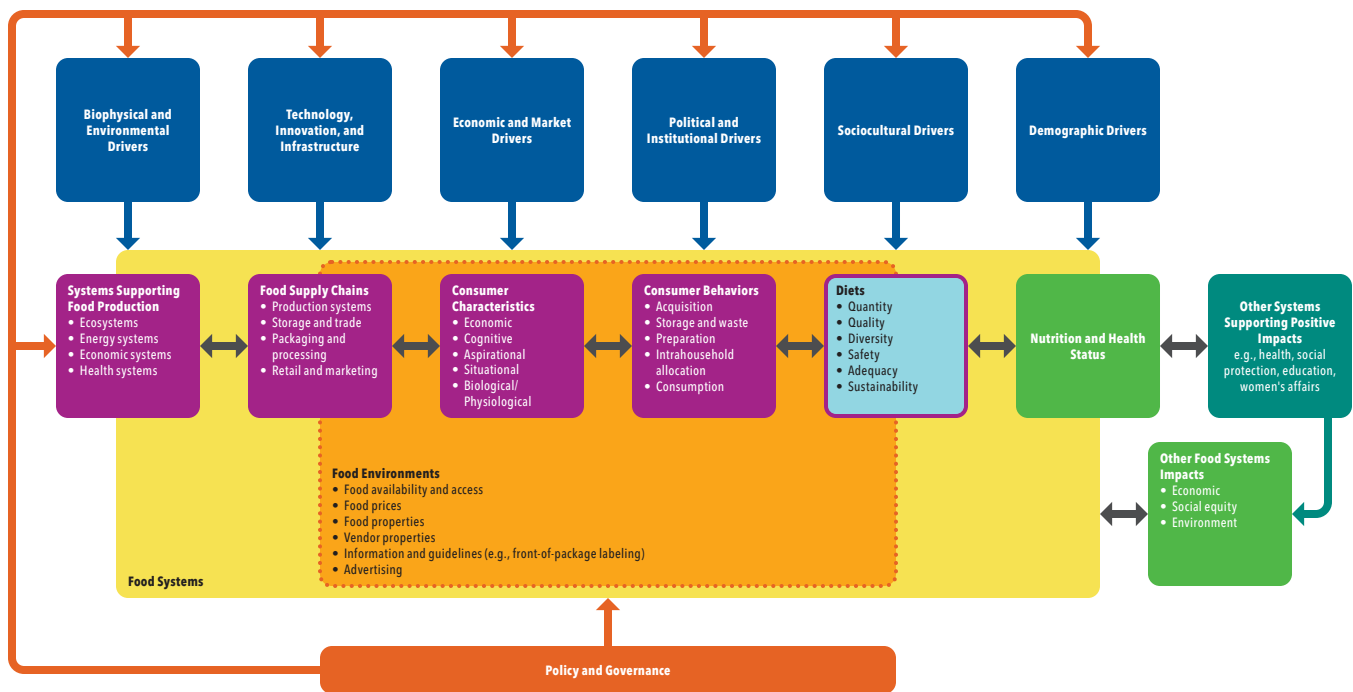 Biophysical and
Environmental
Drivers
Technology,
Innovation, and
Infrastructure
Economic and Market
Drivers
Political and
Institutional Drivers
Sociocultural Drivers
Demographic Drivers
Systems Supporting
Food Production
• Ecosystems
• Energy systems
• Economic systems
• Health systems
Food Supply Chains
• Production systems
• Storage and trade
• Packaging and
processing
• Retail and marketing
Consumer
Characteristics
• Economic
• Cognitive
• Aspirational
• Situational
• Biological/
Physiological
Consumer Behaviors
• Acquisition
• Storage and waste
• Preparation
• Intrahousehold
allocation
• Consumption
Diets
• Quantity
• Quality
• Diversity
• Safety
• Adequacy
• Sustainability
Nutrition and Health
Status
Other Systems
Supporting Positive
Impacts
e.g., health, social
protection, education,
women's affairs
Other Food Systems
Impacts
• Economic
• Social equity
• Environment
Food Environments
• Food availability and access
• Food prices
• Food properties
• Vendor properties
• Information and guidelines (e.g., front-of-package labeling)
• Advertising
Food Systems
Policy and Governance